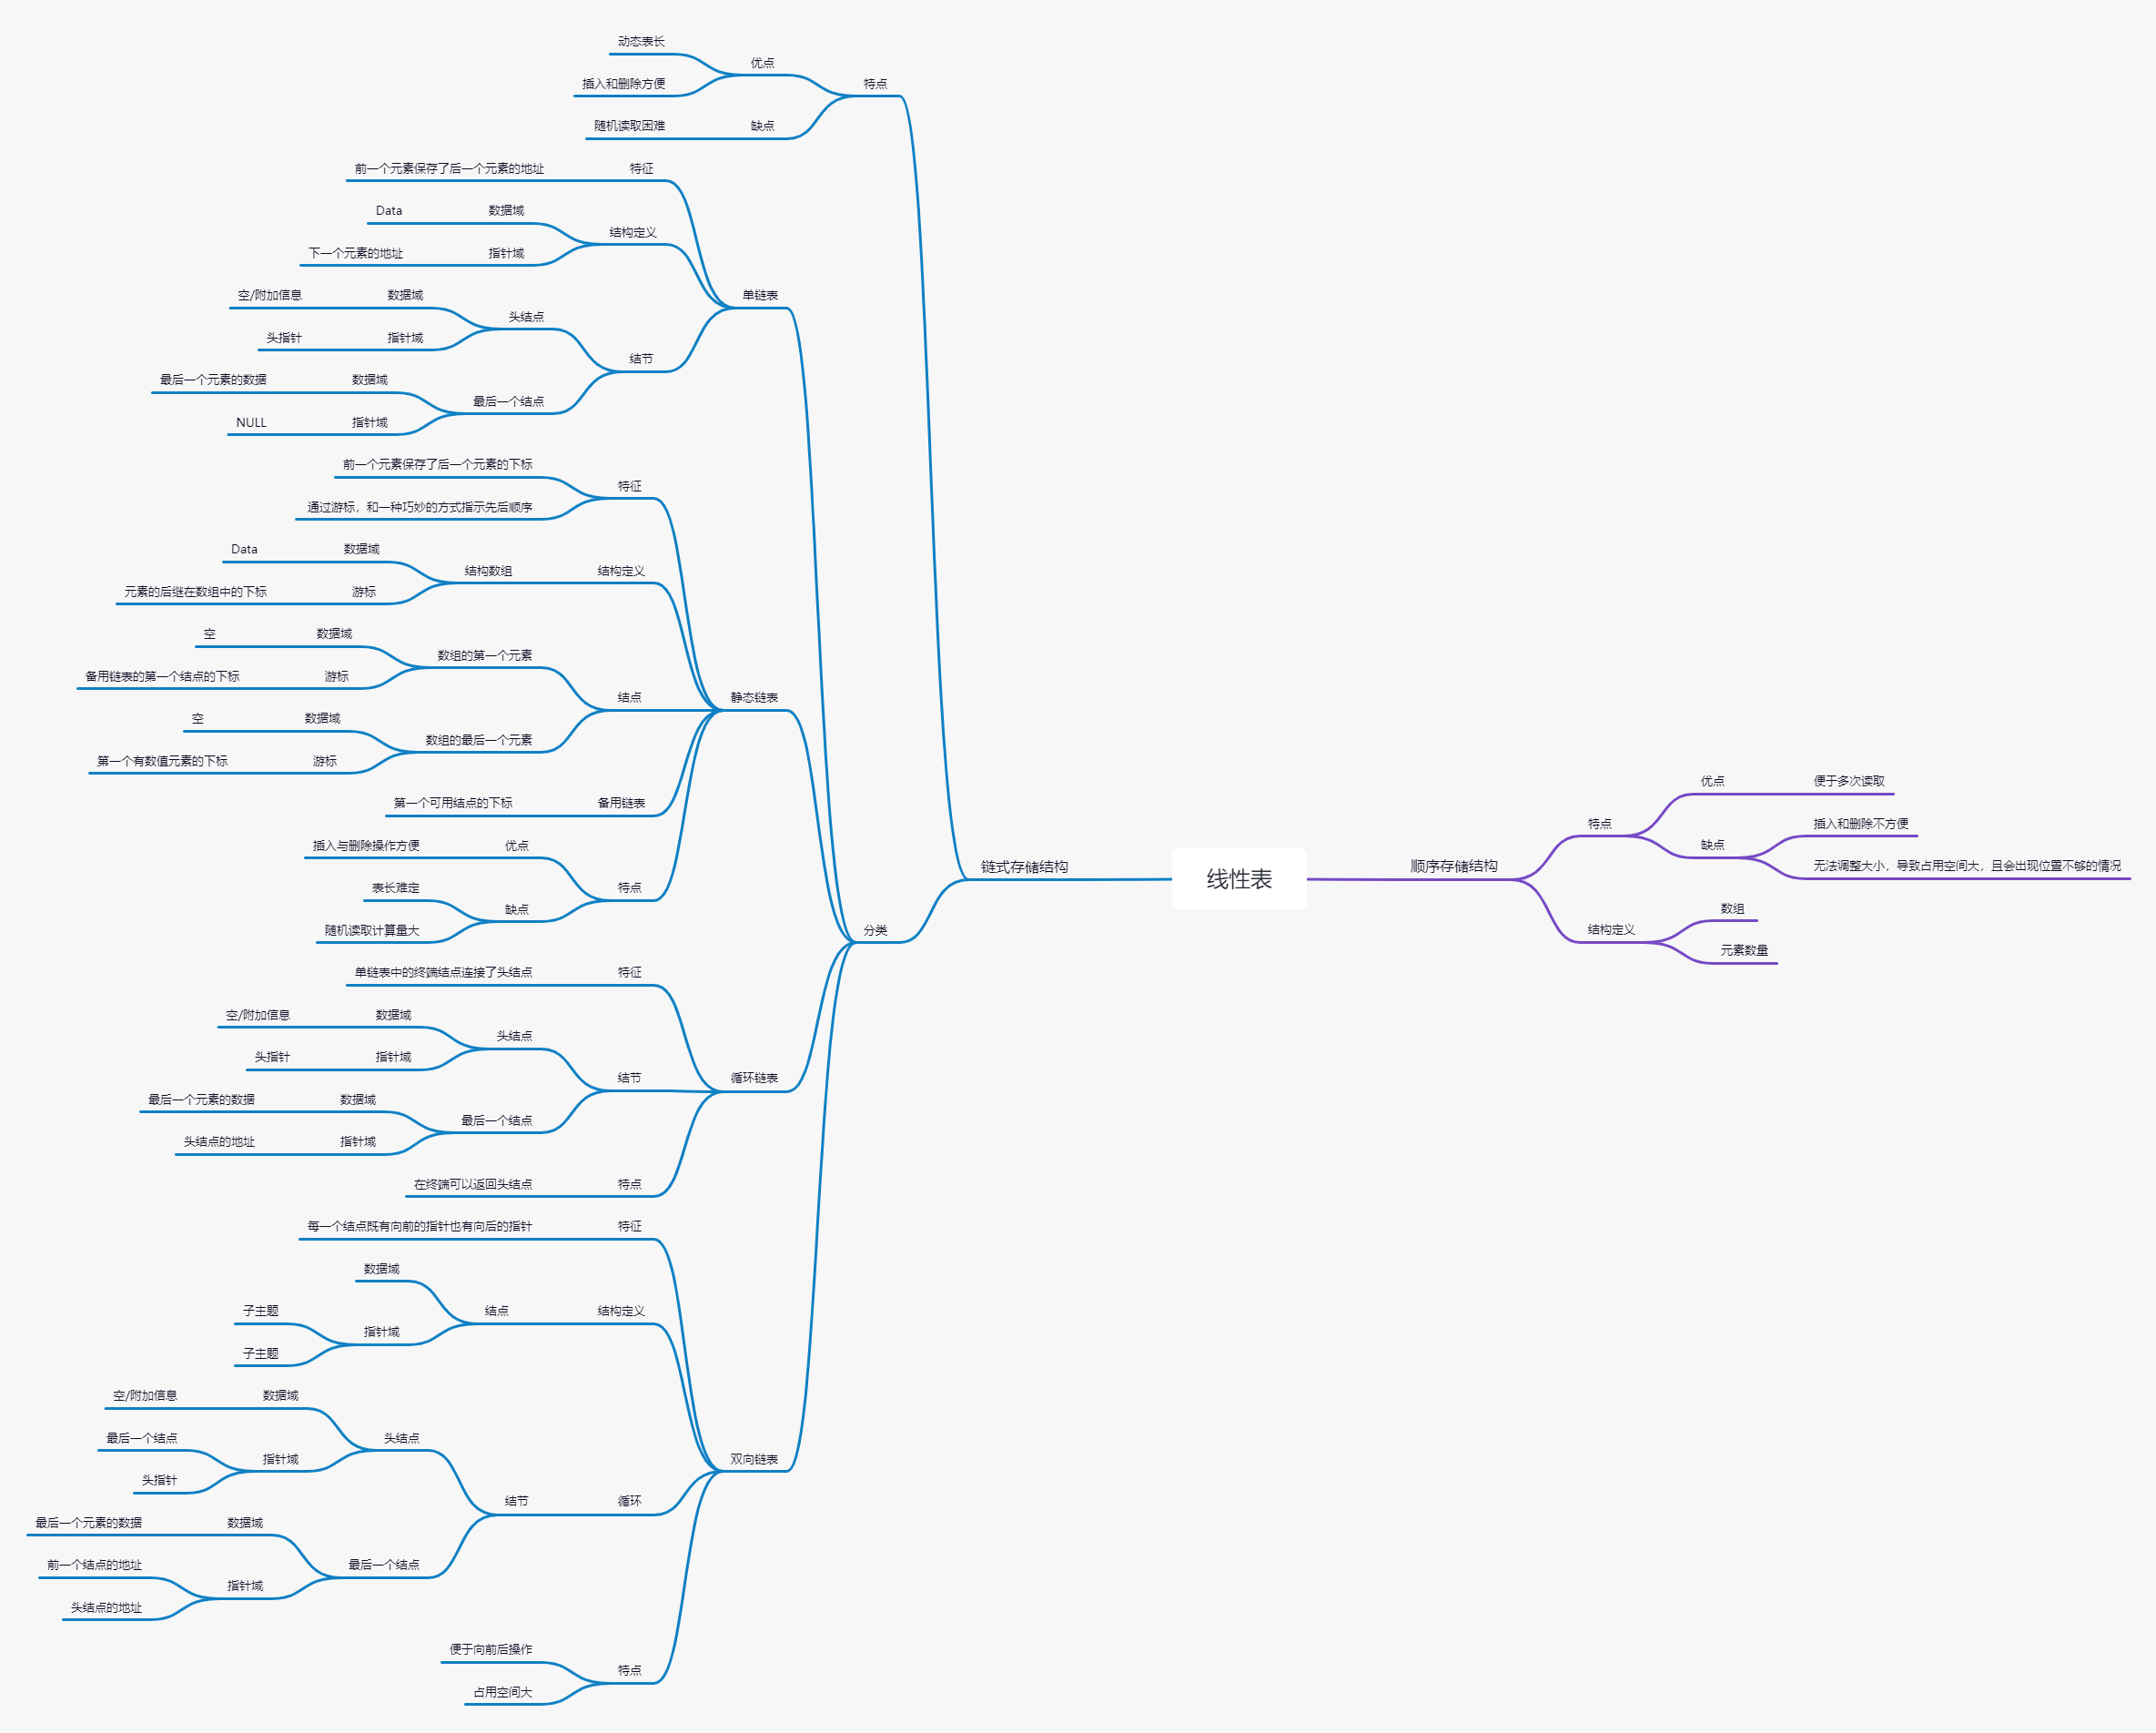 线性表
链式存储结构
特点
优点
动态表长
插入和删除方便
缺点
随机读取困难
分类
单链表
特征
前一个元素保存了后一个元素的地址
结构定义
数据域
Data
指针域
下一个元素的地址
结节
头结点
数据域
空/附加信息
指针域
头指针
最后一个结点
数据域
最后一个元素的数据
指针域
NULL
静态链表
特征
前一个元素保存了后一个元素的下标
通过游标，和一种巧妙的方式指示先后顺序
结构定义
结构数组
数据域
Data
游标
元素的后继在数组中的下标
结点
数组的第一个元素
数据域
空
游标
备用链表的第一个结点的下标
数组的最后一个元素
数据域
空
游标
第一个有数值元素的下标
备用链表
第一个可用结点的下标
特点
优点
插入与删除操作方便
缺点
表长难定
随机读取计算量大
循环链表
特征
单链表中的终端结点连接了头结点
结节
头结点
数据域
空/附加信息
指针域
头指针
最后一个结点
数据域
最后一个元素的数据
指针域
头结点的地址
特点
在终端可以返回头结点
双向链表
特征
每一个结点既有向前的指针也有向后的指针
结构定义
结点
数据域
指针域
子主题
子主题
循环
结节
头结点
数据域
空/附加信息
指针域
最后一个结点
头指针
最后一个结点
数据域
最后一个元素的数据
指针域
前一个结点的地址
头结点的地址
特点
便于向前后操作
占用空间大
顺序存储结构
特点
优点
便于多次读取
缺点
插入和删除不方便
无法调整大小，导致占用空间大，且会出现位置不够的情况
结构定义
数组
元素数量